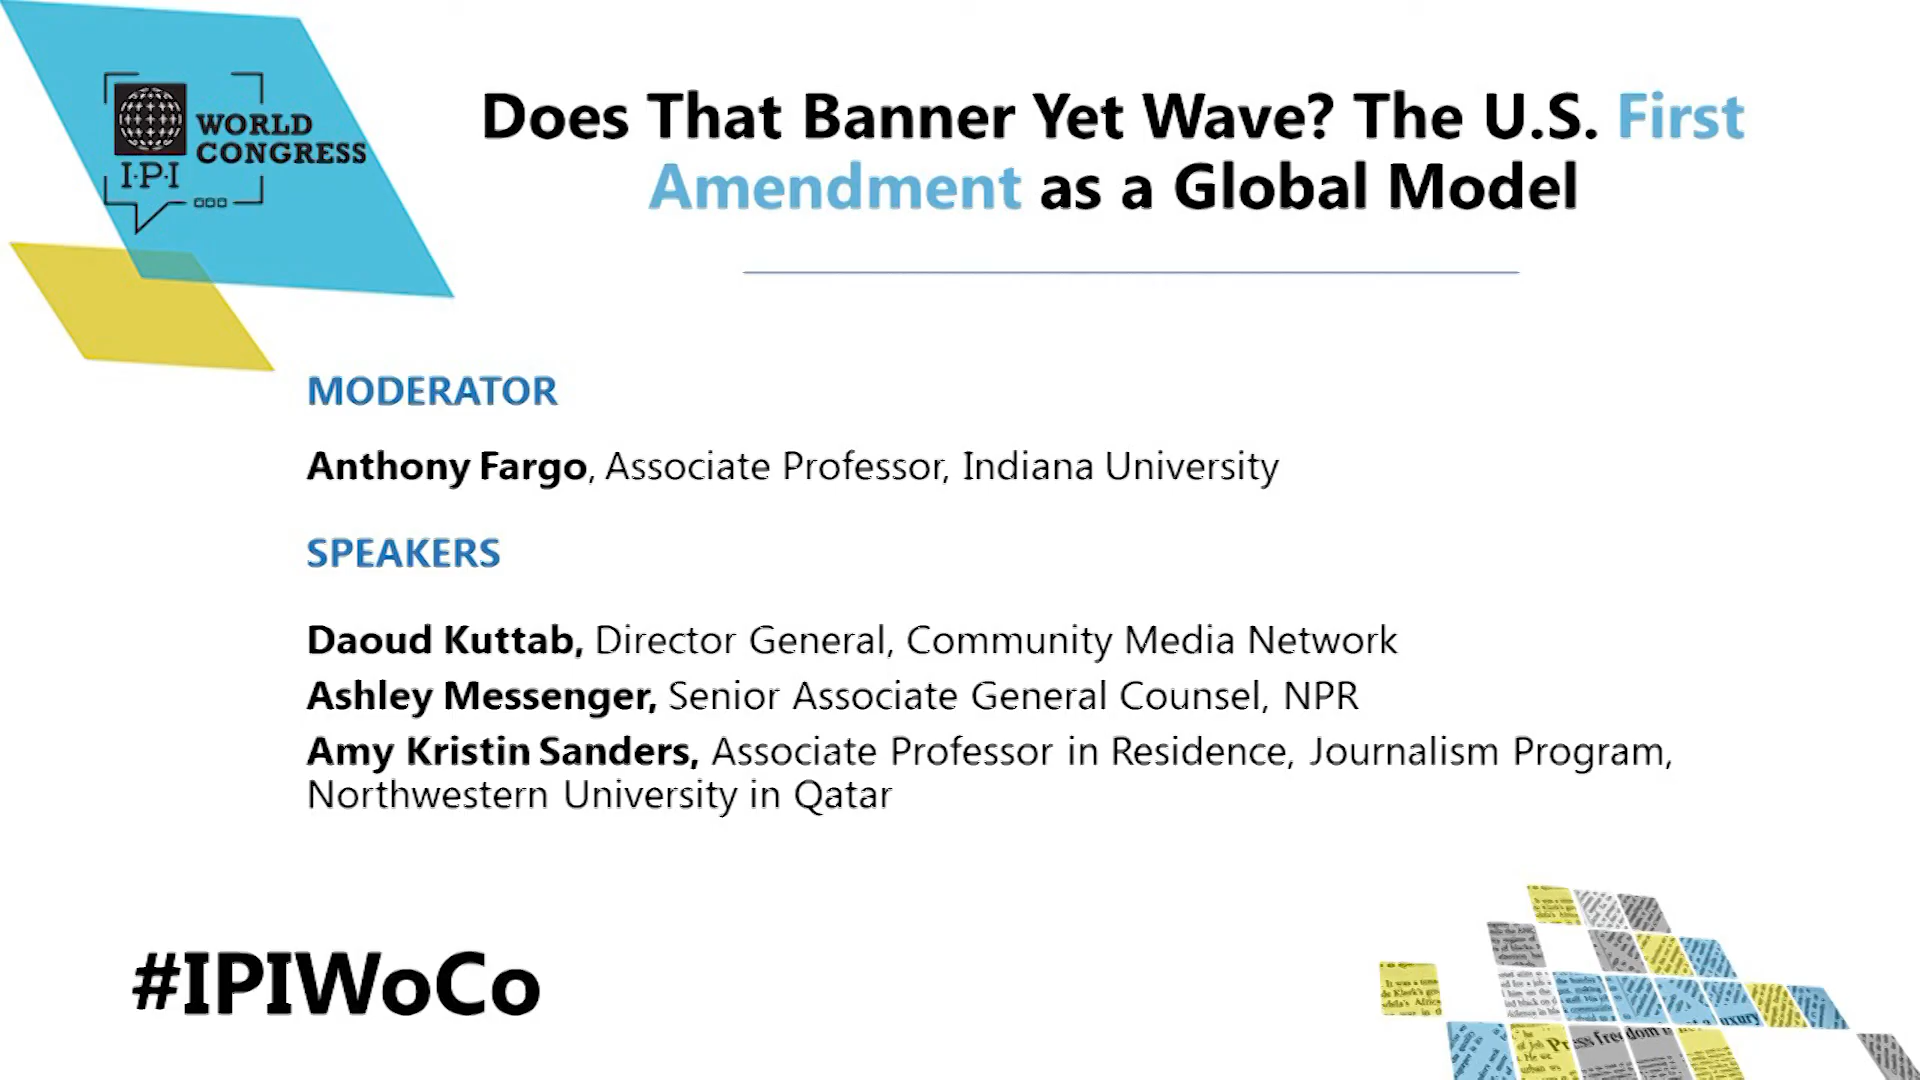 WORLD
CONGRESS
I·P·I
Does That Banner Yet Wave? The U.S. First
Amendment as a Global Model
MODERATOR
Anthony Fargo, Associate Professor, Indiana University
SPEAKERS
Daoud Kuttab, Director General, Community Media Network
Ashley Messenger, Senior Associate General Counsel, NPR
Amy Kristin Sanders, Associate Professor in Residence, Journalism Program,
Northwestern University in Qatar
#IPIWoCo